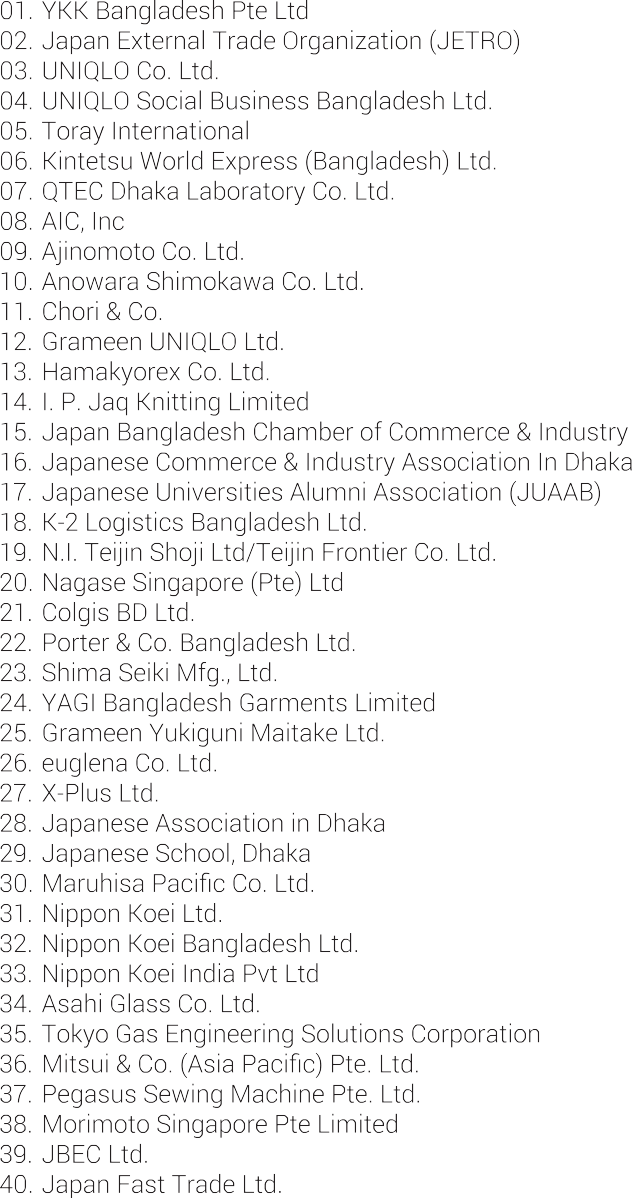 01. YKK Bangladesh Pte Ltd
02. Japan External Trade Organization (JETRO)
03. UNIQLO Co. Ltd.
04. UNIQLO Social Business Bangladesh Ltd.
05. Toray International
06. Kintetsu World Express (Bangladesh) Ltd.
07. QTEC Dhaka Laboratory Co. Ltd.
08. AIC, Inc
09. Ajinomoto Co. Ltd.
10. Anowara Shimokawa Co. Ltd.
11. Chori & Co.
12. Grameen UNIQLO Ltd.
13. Hamakyorex Co. Ltd.
14. I. P. Jaq Knitting Limited
15. Japan Bangladesh Chamber of Commerce & Industry
16. Japanese Commerce & Industry Association In Dhaka
17. Japanese Universities Alumni Association (JUAAB)
18. K-2 Logistics Bangladesh Ltd.
19. N.I. Teijin Shoji Ltd/Teijin Frontier Co. Ltd.
20. Nagase Singapore (Pte) Ltd
21. Colgis BD Ltd.
22. Porter & Co. Bangladesh Ltd.
23. Shima Seiki Mfg., Ltd.
24. YAGI Bangladesh Garments Limited
25. Grameen Yukiguni Maitake Ltd.
26. euglena Co. Ltd.
27. X-Plus Ltd.
28. Japanese Association in Dhaka
29. Japanese School, Dhaka
30. Maruhisa Pacific Co. Ltd.
31. Nippon Koei Ltd.
32. Nippon Koei Bangladesh Ltd.
33. Nippon Koei India Pvt Ltd
34. Asahi Glass Co. Ltd.
35. Tokyo Gas Engineering Solutions Corporation
36. Mitsui & Co. (Asia Pacific) Pte. Ltd.
37. Pegasus Sewing Machine Pte. Ltd.
38. Morimoto Singapore Pte Limited
39. JBEC Ltd.
40. Japan Fast Trade Ltd.